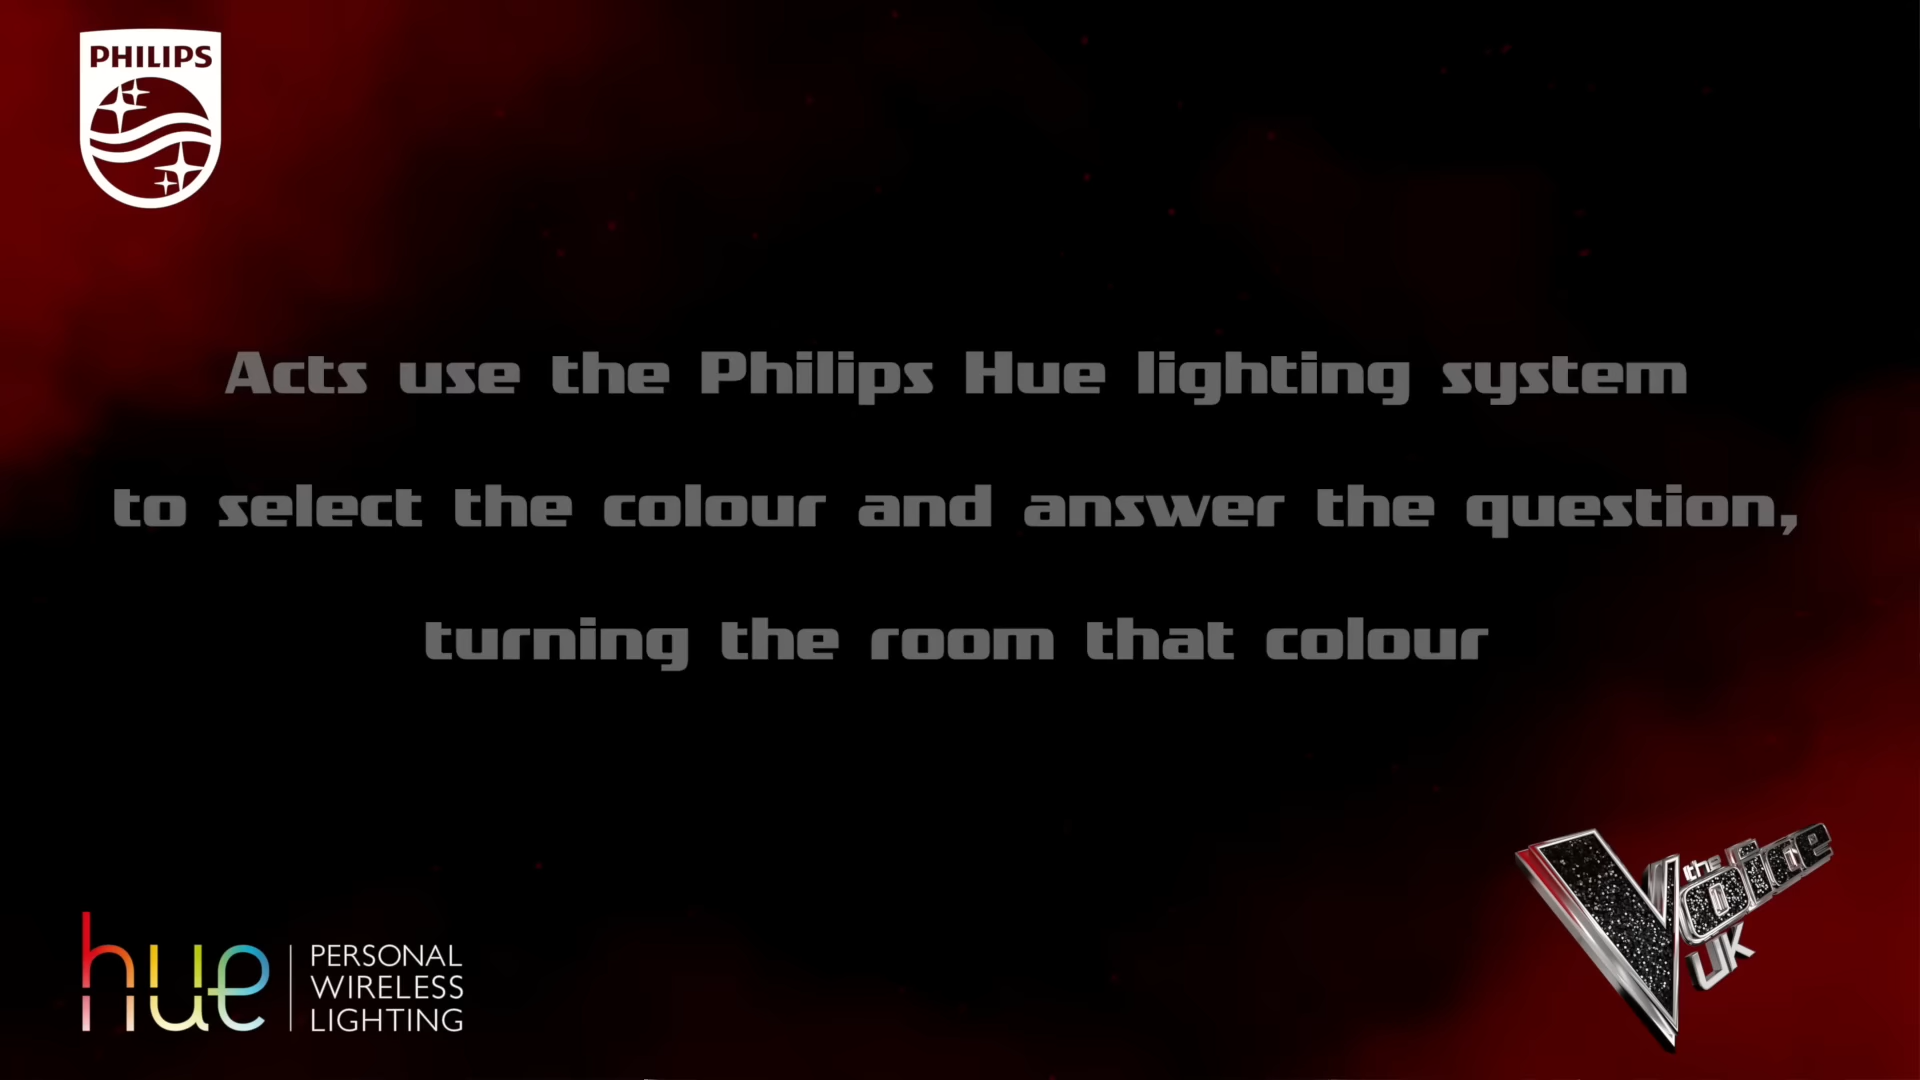 PHILIPS
Acts use the Philips Hue lighting system
to select the colour and answer the question,
turning the room that colour
hue
PERSONAL
WIRELESS
LIGHTING
the
Voice
UK